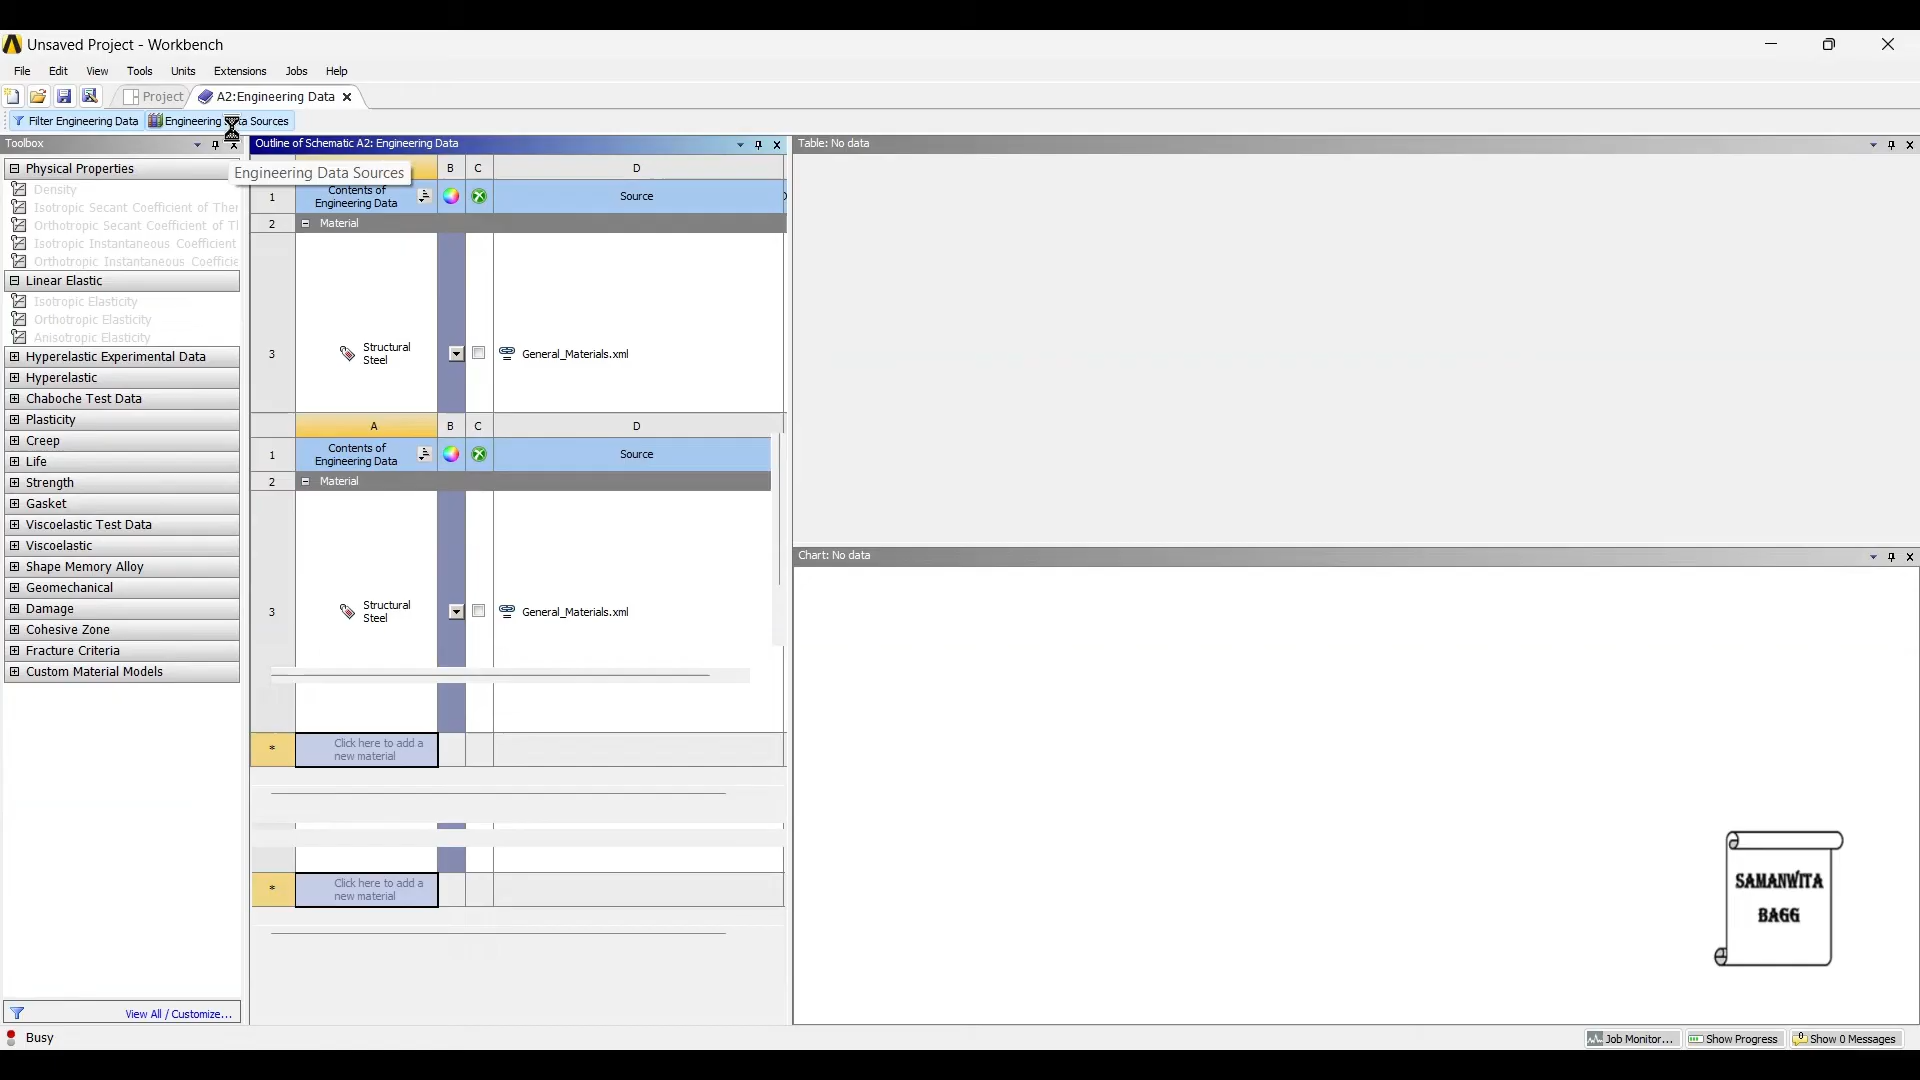 Unsaved Project - Workbench
File Edit View Tools Units Extensions Jobs Help
Project A2:Engineering Data
Filter Engineering Data Engineering Data Sources
Toolbox
Physical Properties
Density
Isotropic Secant Coefficient of Ther
Orthotropic Secant Coefficient of T
Isotropic Instantaneous Coefficient
Orthotropic Instantaneous Coefficie
Linear Elastic
Isotropic Elasticity
Orthotropic Elasticity
Anisotropic Elasticity
Hyperelastic Experimental Data
Hyperelastic
Chaboche Test Data
Plasticity
Creep
Life
Strength
Gasket
Viscoelastic Test Data
Viscoelastic
Shape Memory Alloy
Geomechanical
Damage
Cohesive Zone
Fracture Criteria
Custom Material Models
View All / Customize...
Outline of Schematic A2: Engineering Data
B C D
Engineering Data Sources
1 Contents of
Engineering Data
Source
2 Material
3 Structural
Steel
General_Materials.xml
A B C D
1 Contents of
Engineering Data
Source
2 Material
3 Structural
Steel
General_Materials.xml
* Click here to add a
new material
* Click here to add a
new material
Table: No data
Chart: No data
SAMANWITA
BAGG
Busy
Job Monitor... Show Progress Show 0 Messages